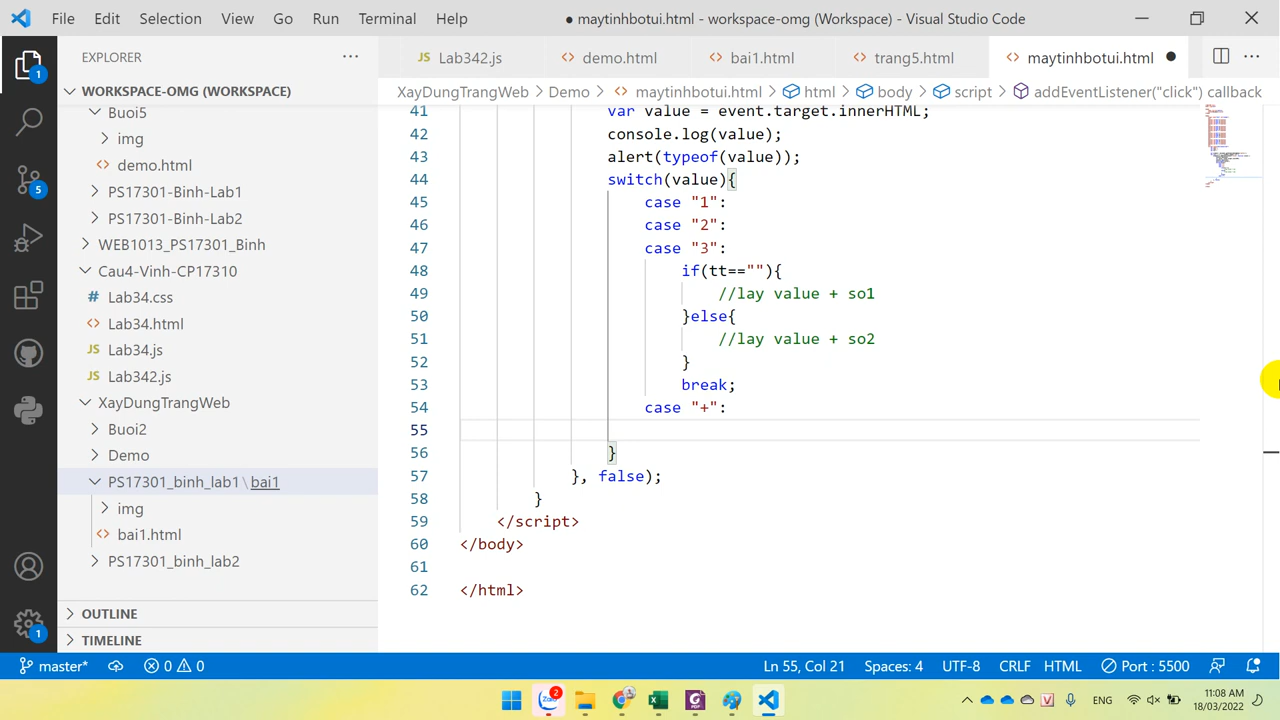 File Edit Selection View Go Run Terminal Help
● maytinhbotui.html - workspace-omg (Workspace) - Visual Studio Code
EXPLORER
WORKSPACE-OMG (WORKSPACE)
Buoi5
img
demo.html
PS17301-Binh-Lab1
PS17301-Binh-Lab2
WEB1013_PS17301_Binh
Cau4-Vinh-CP17310
Lab34.css
Lab34.html
Lab34.js
Lab342.js
XayDungTrangWeb
Buoi2
Demo
PS17301_binh_lab1\bai1
img
bai1.html
PS17301_binh_lab2
OUTLINE
TIMELINE
JS Lab342.js demo.html bai1.html trang5.html maytinhbotui.html ●
XayDungTrangWeb > Demo > maytinhbotui.html > html > body > script > addEventListener("click") callback
41 var value = event.target.innerHTML;
42 console.log(value);
43 alert(typeof(value));
44 switch(value){
45 case "1":
46 case "2":
47 case "3":
48 if(tt==""){
49 //lay value + so1
50 }else{
51 //lay value + so2
52 }
53 break;
54 case "+":
55
56 }
57 }, false);
58 }
59 </script>
60 </body>
61
62 </html>
1
5
1
master* 0 0 Ln 55, Col 21 Spaces: 4 UTF-8 CRLF HTML Port : 5500
Zalo 2 ENG 11:08 AM
18/03/2022